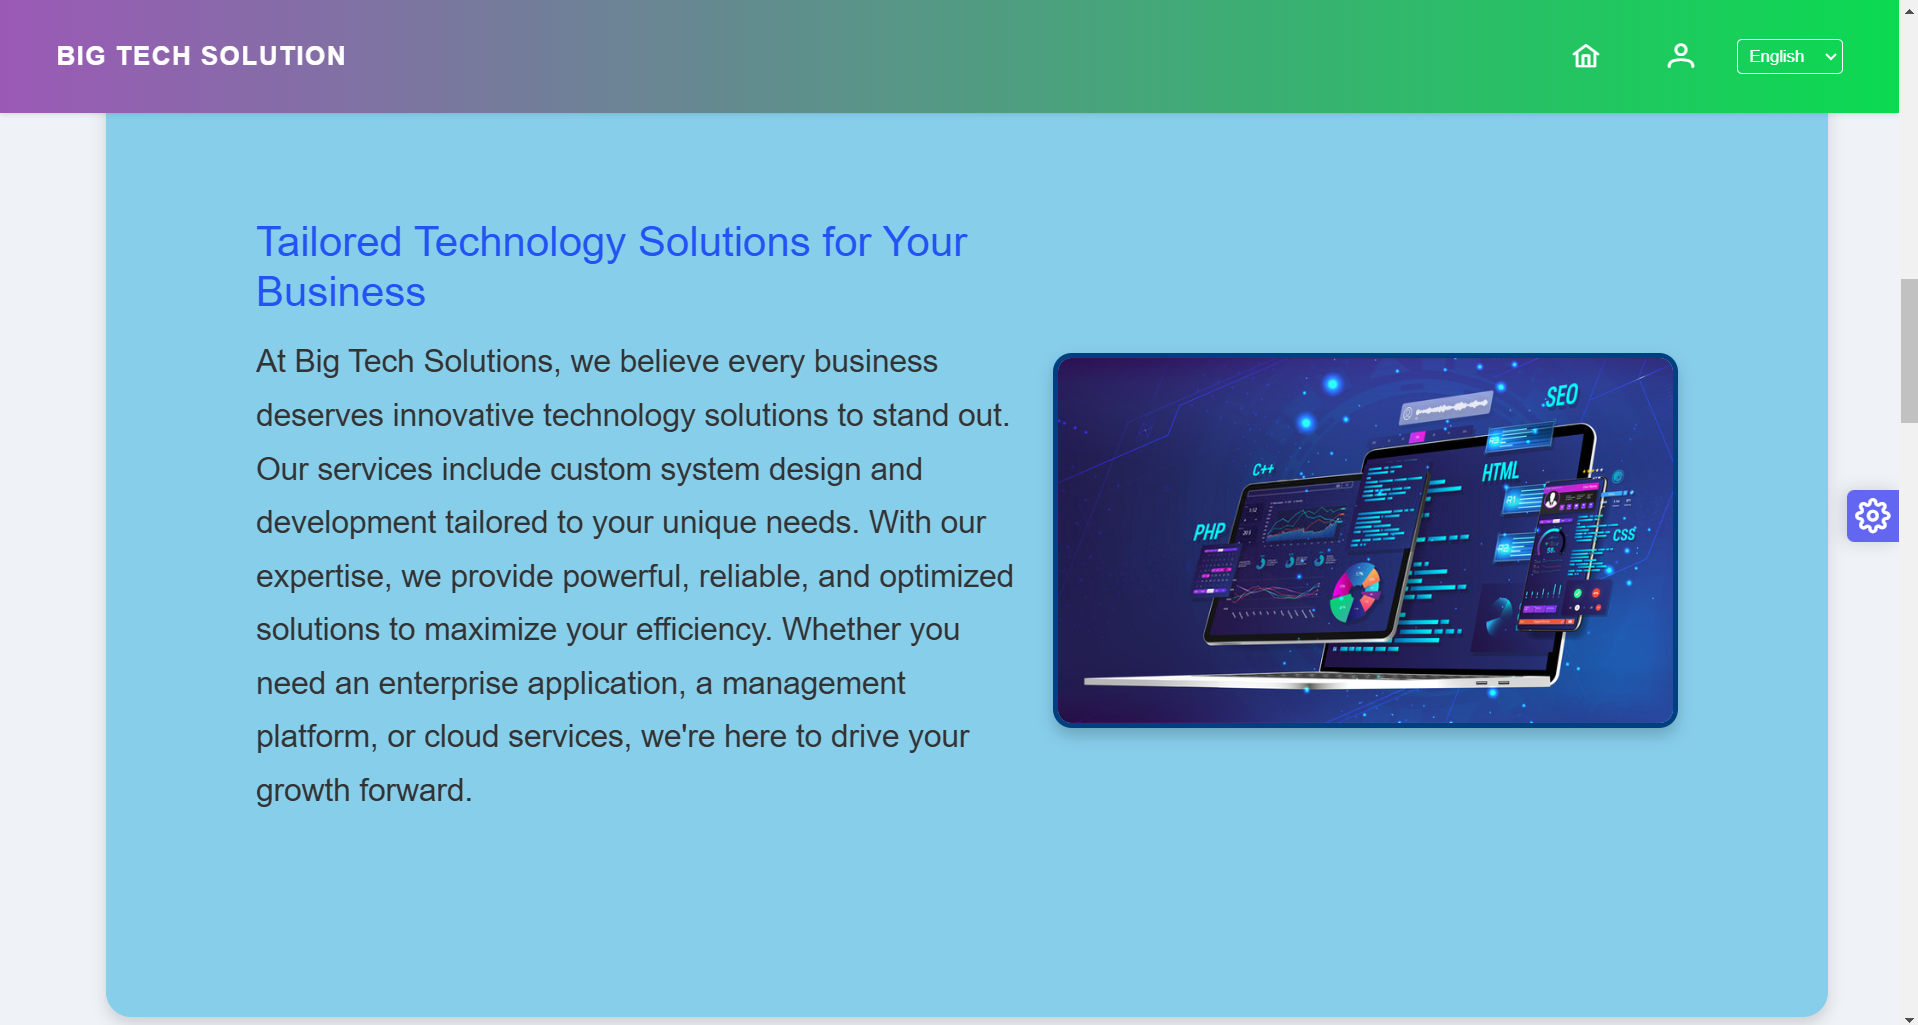 BIG TECH SOLUTION
English
Tailored Technology Solutions for Your
Business
At Big Tech Solutions, we believe every business
deserves innovative technology solutions to stand out.
Our services include custom system design and
development tailored to your unique needs. With our
expertise, we provide powerful, reliable, and optimized
solutions to maximize your efficiency. Whether you
need an enterprise application, a management
platform, or cloud services, we're here to drive your
growth forward.
.SEO
C++
HTML
PHP
CSS